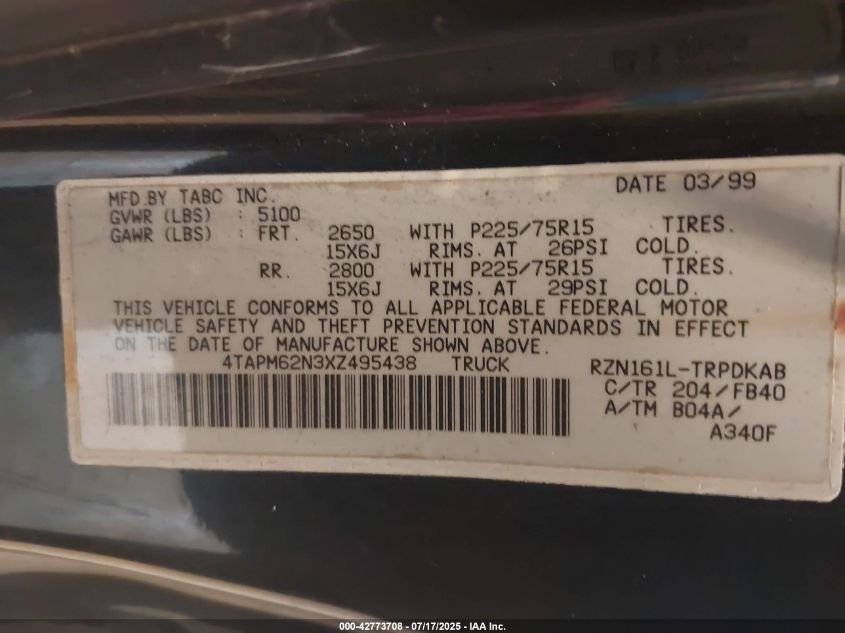 MFD BY TABC INC. DATE 03/99
GVWR (LBS) : 5100
GAWR (LBS) : FRT. 2650 WITH P225/75R15 TIRES.
15X6J RIMS. AT 26PSI COLD.
RR. 2800 WITH P225/75R15 TIRES.
15X6J RIMS. AT 29PSI COLD.
THIS VEHICLE CONFORMS TO ALL APPLICABLE FEDERAL MOTOR
VEHICLE SAFETY AND THEFT PREVENTION STANDARDS IN EFFECT
ON THE DATE OF MANUFACTURE SHOWN ABOVE.
4TAPM62N3XZ495438 TRUCK RZN161L-TRPDKAB
C/TR 204/FB40
A/TM B04A/
A340F
000-42773708 - 07/17/2025 - IAA Inc.